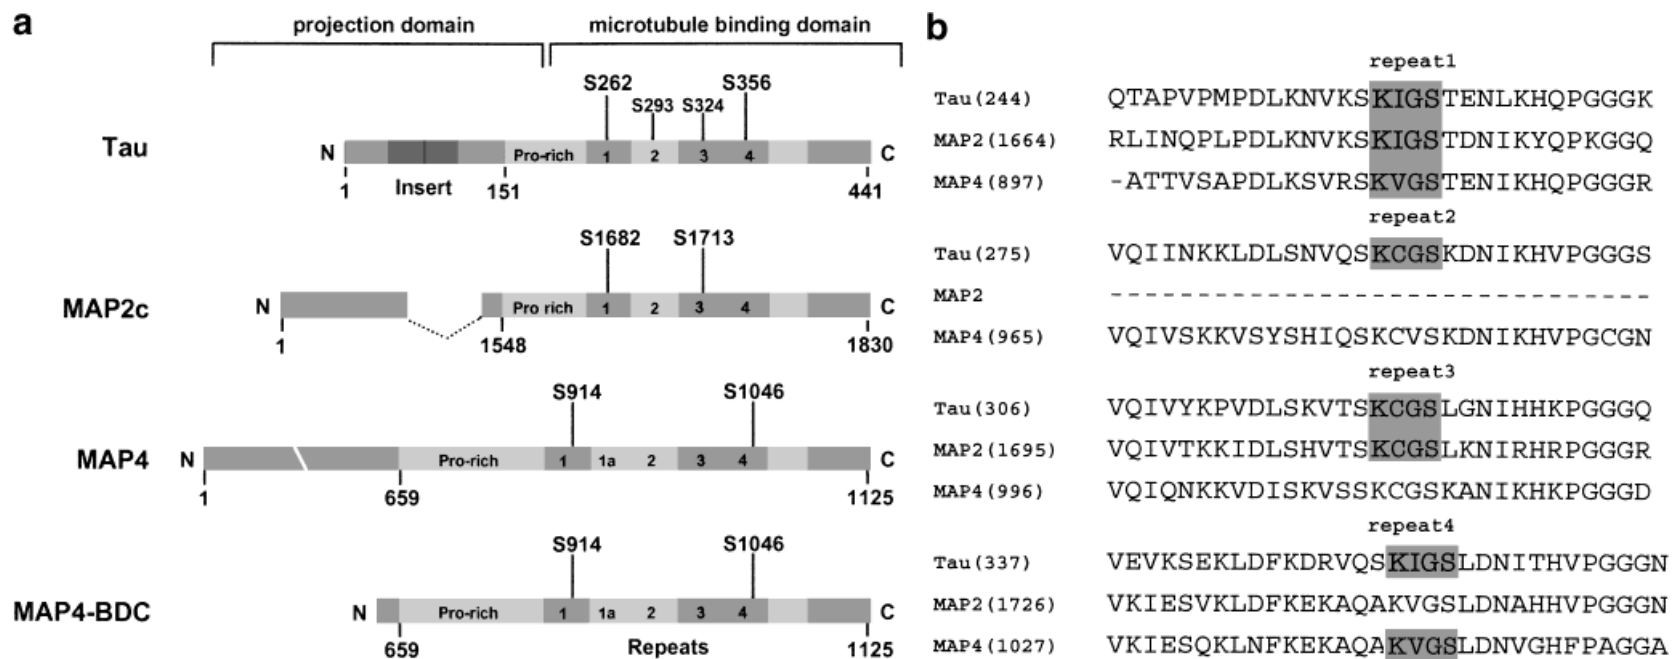 a
projection domain
microtubule binding domain
S262
S356
S293
S324
Tau
N
Pro-rich
1
2
3
4
C
1
Insert
151
441
S1682
S1713
MAP2c
N
Pro rich
1
2
3
4
C
1
1548
1830
S914
S1046
MAP4
N
Pro-rich
1
1a
2
3
4
C
1
659
1125
S914
S1046
MAP4-BDC
N
Pro-rich
1
1a
2
3
4
C
659
Repeats
1125
b
repeat1
Tau(244) QTAPVPMPDLKNVKSKIGSTENLKHQPGGGK
MAP2(1664) RLINQPLPDLKNVKSKIGSTDNIKYQPKGGQ
MAP4(897) -ATTVSAPDLKSVRSKVGSTENIKHQPGGGR
repeat2
Tau(275) VQIINKKLDLSNVQSKCGSKDNIKHVPGGGS
MAP2 -------------------------------
MAP4(965) VQIVSKKVSYSHIQSKCVSKDNIKHVPGCGN
repeat3
Tau(306) VQIVYKPVDLSKVTSKCGSLGNIHHKPGGGQ
MAP2(1695) VQIVTKKIDLSHVTSKCGSLKNIRHRPGGGR
MAP4(996) VQIQNKKVDISKVSSKCGSKANIKHKPGGGD
repeat4
Tau(337) VEVKSEKLDFKDRVQSKIGSLDNITHVPGGGN
MAP2(1726) VKIESVKLDFKEKAQAKVGSLDNAHHVPGGGN
MAP4(1027) VKIESQKLNFKEKAQAKVGSLDNVGHFPAGGA